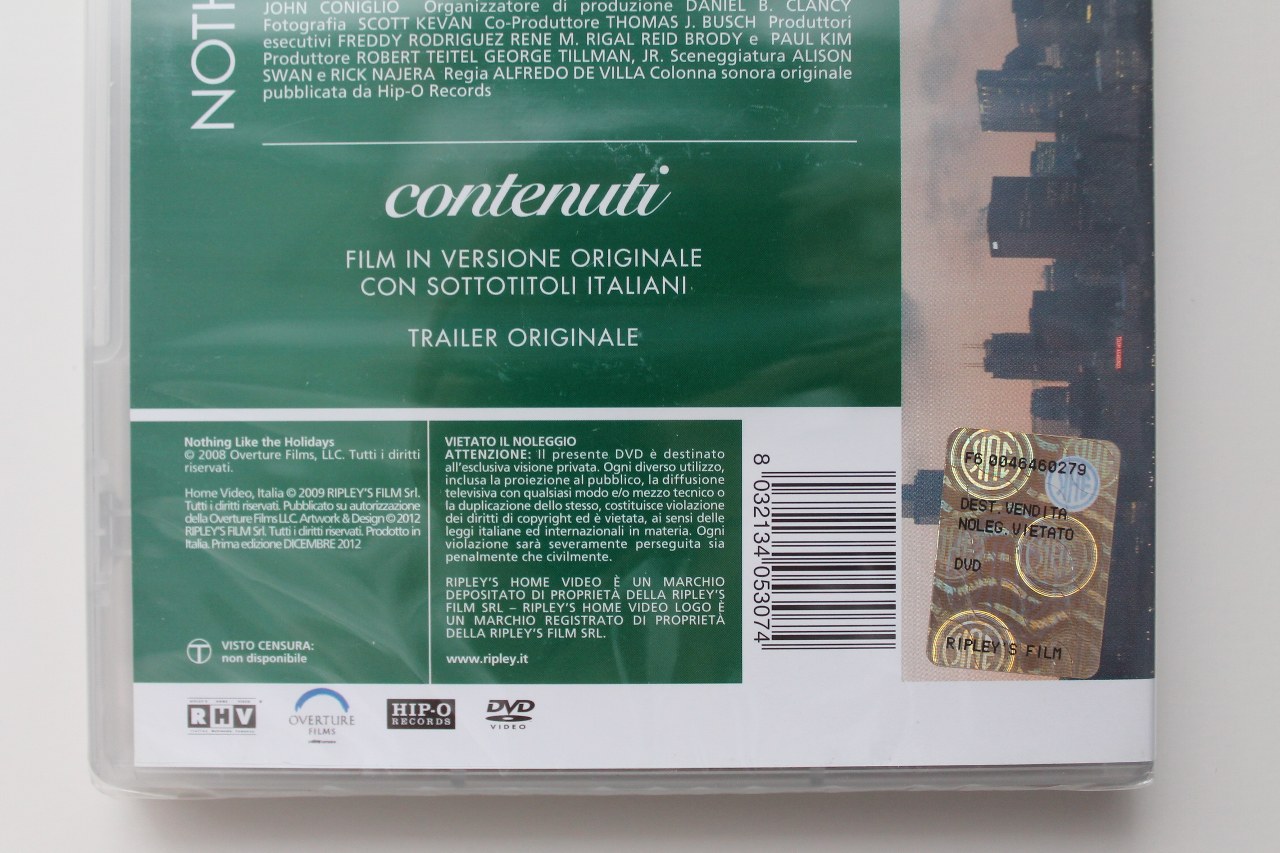 NOTH
JOHN CONIGLIO Organizzatore di produzione DANIEL B. CLANCY
Fotografia SCOTT KEVAN Co-Produttore THOMAS J. BUSCH Produttori
esecutivi FREDDY RODRIGUEZ RENE M. RIGAL REID BRODY e PAUL KIM
Produttore ROBERT TEITEL GEORGE TILLMAN, JR. Sceneggiatura ALISON
SWAN e RICK NAJERA Regia ALFREDO DE VILLA Colonna sonora originale
pubblicata da Hip-O Records
contenuti
FILM IN VERSIONE ORIGINALE
CON SOTTOTITOLI ITALIANI
TRAILER ORIGINALE
Nothing Like the Holidays
© 2008 Overture Films, LLC. Tutti i diritti
riservati.
Home Video, Italia © 2009 RIPLEY'S FILM Srl.
Tutti i diritti riservati. Pubblicato su autorizzazione
della Overture Films LLC. Artwork & Design © 2012
RIPLEY'S FILM Srl. Tutti i diritti riservati. Prodotto in
Italia. Prima edizione DICEMBRE 2012
VISTO CENSURA:
non disponibile
VIETATO IL NOLEGGIO
ATTENZIONE: Il presente DVD è destinato
all'esclusiva visione privata. Ogni diverso utilizzo,
inclusa la proiezione al pubblico, la diffusione
televisiva con qualsiasi modo e/o mezzo tecnico o
la duplicazione dello stesso, costituisce violazione
dei diritti di copyright ed è vietata, ai sensi delle
leggi italiane ed internazionali in materia. Ogni
violazione sarà severamente perseguita sia
penalmente che civilmente.
RIPLEY'S HOME VIDEO È UN MARCHIO
DEPOSITATO DI PROPRIETÀ DELLA RIPLEY'S
FILM SRL – RIPLEY'S HOME VIDEO LOGO È
UN MARCHIO REGISTRATO DI PROPRIETÀ
DELLA RIPLEY'S FILM SRL.
www.ripley.it
8 032134 053074
F6 0046460279
DEST.VENDITA
NOLEG.VIETATO
DVD
RIPLEY'S FILM
RHV
OVERTURE
FILMS
HIP-O
RECORDS
DVD
VIDEO